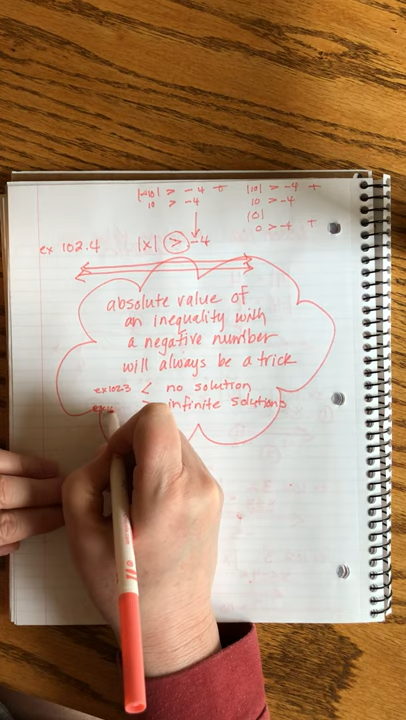 |-10| > -4 +
10 > -4
|10| > -4 +
10 > -4
|0|
0 > -4 +
ex 102.4 |x| > -4
absolute value of
an inequality with
a negative number
will always be a trick
ex 102.3 < no solution
> infinite solutions